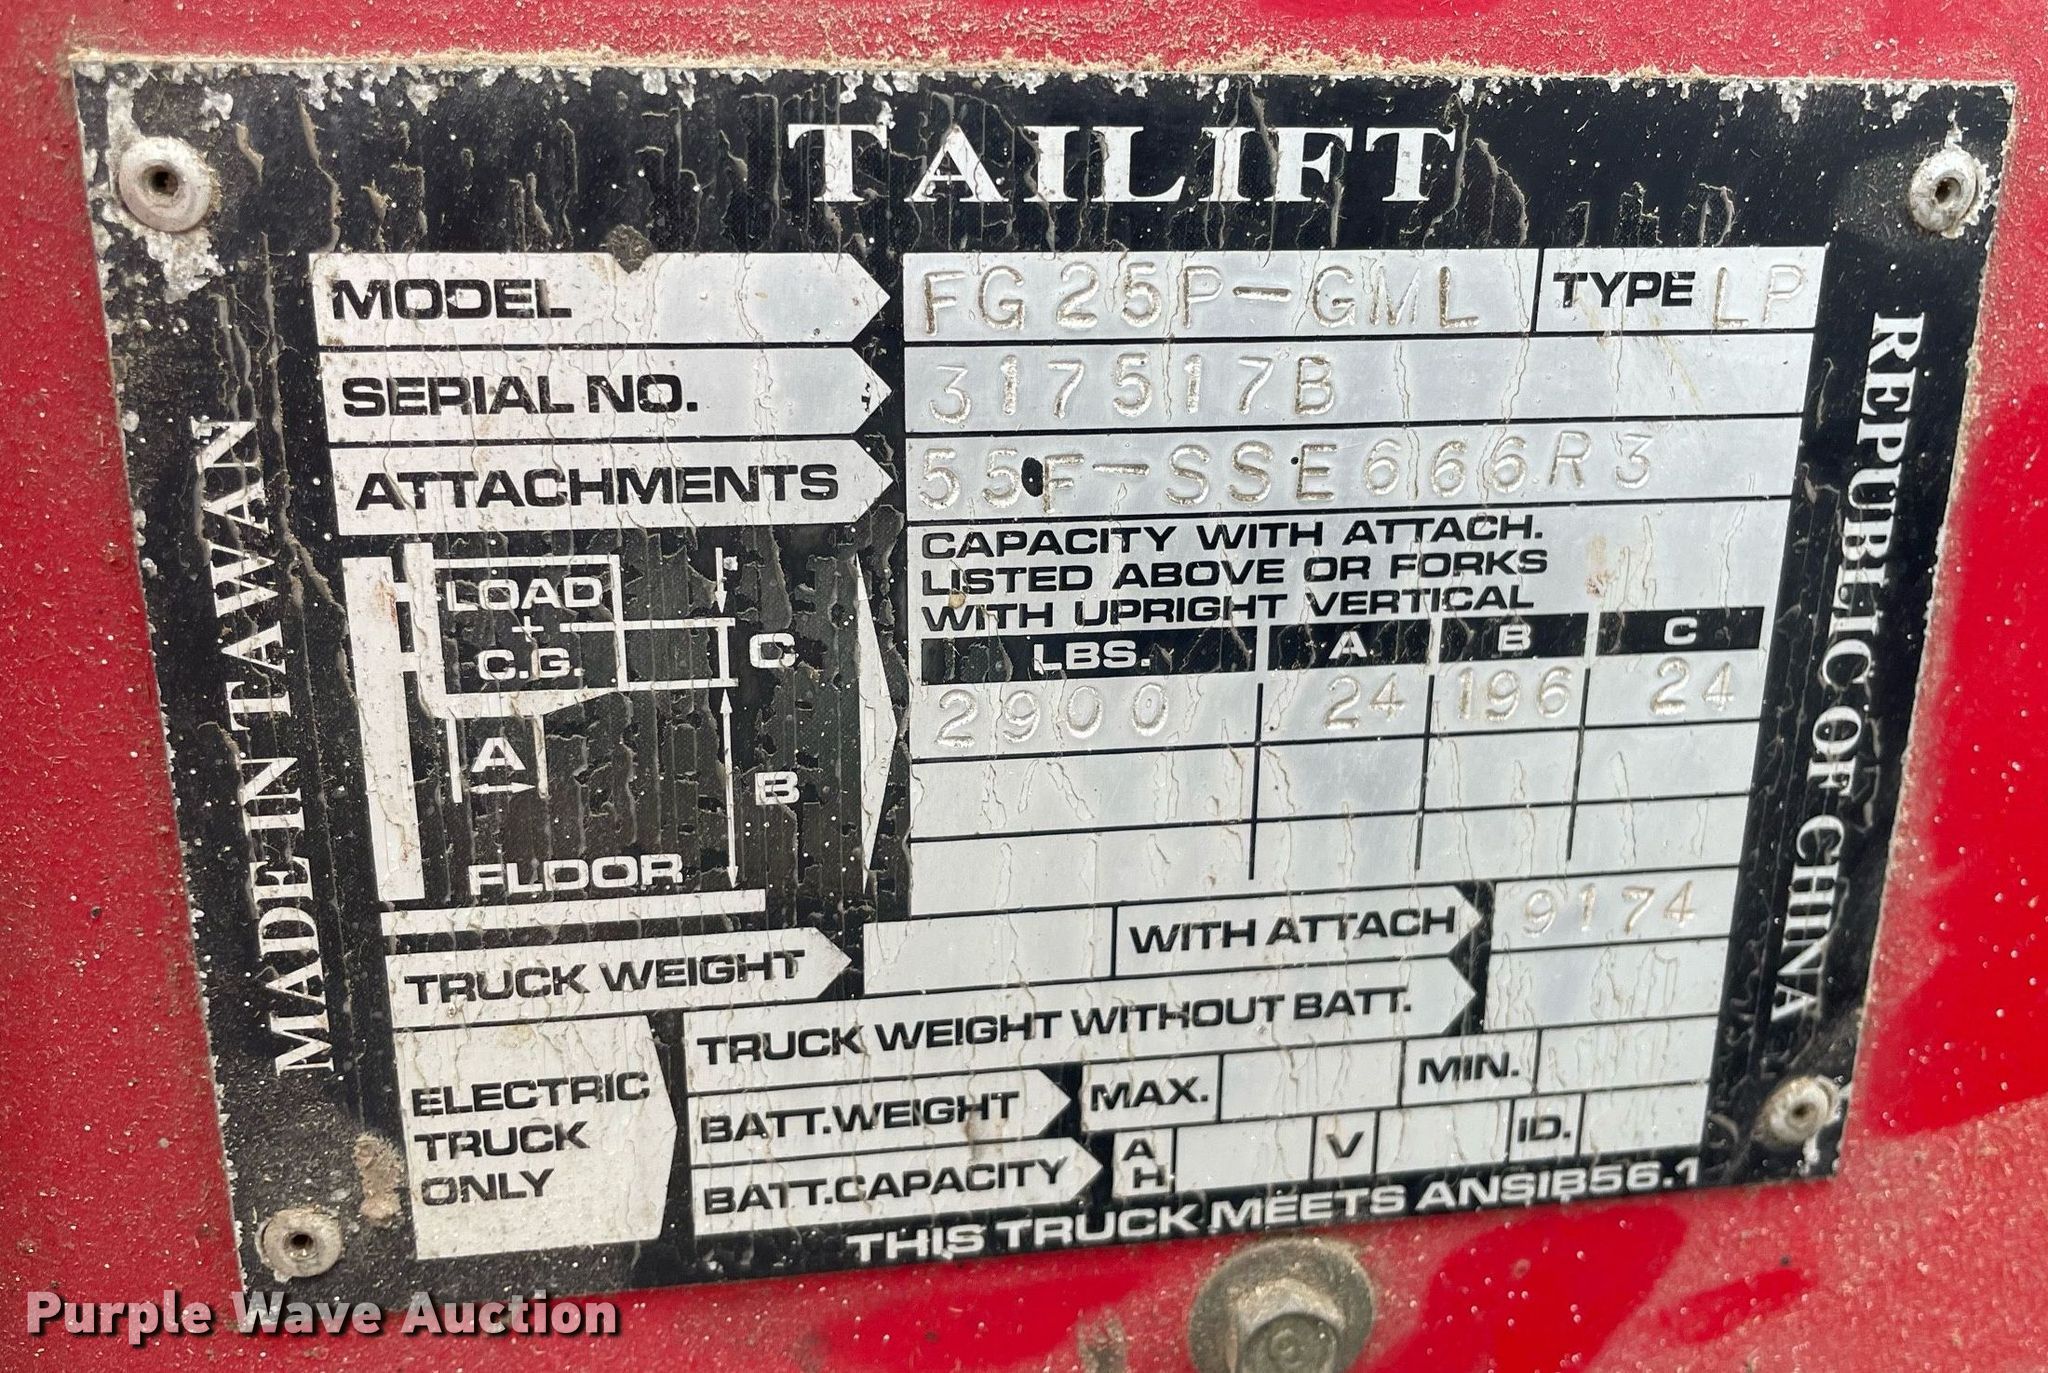 TAILIFT
MADE IN TAIWAN
REPUBLIC OF CHINA
MODEL FG25P-GML TYPE LP
SERIAL NO. 317517B
ATTACHMENTS 55F-SSE666R3
CAPACITY WITH ATTACH.
LISTED ABOVE OR FORKS
WITH UPRIGHT VERTICAL
LBS. A B C
2900 24 196 24
LOAD
C.G.
C
A
B
FLOOR
TRUCK WEIGHT WITH ATTACH 9174
ELECTRIC
TRUCK
ONLY
TRUCK WEIGHT WITHOUT BATT.
BATT.WEIGHT MAX. MIN.
BATT.CAPACITY AH V ID.
THIS TRUCK MEETS ANSIB56.1
Purple Wave Auction